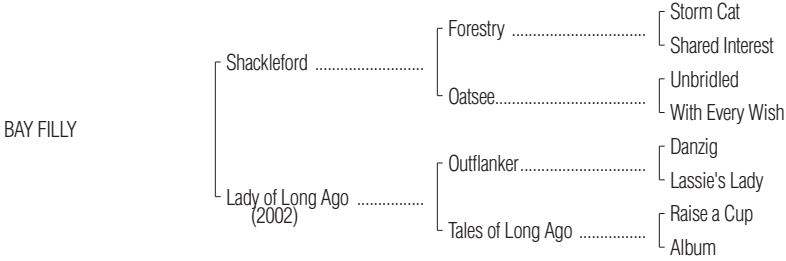 Storm Cat
Forestry ................................
Shared Interest
Shackleford ..........................
Unbridled
Oatsee....................................
With Every Wish
BAY FILLY
Danzig
Outflanker..............................
Lassie's Lady
Lady of Long Ago ................
(2002)
Raise a Cup
Tales of Long Ago ................
Album